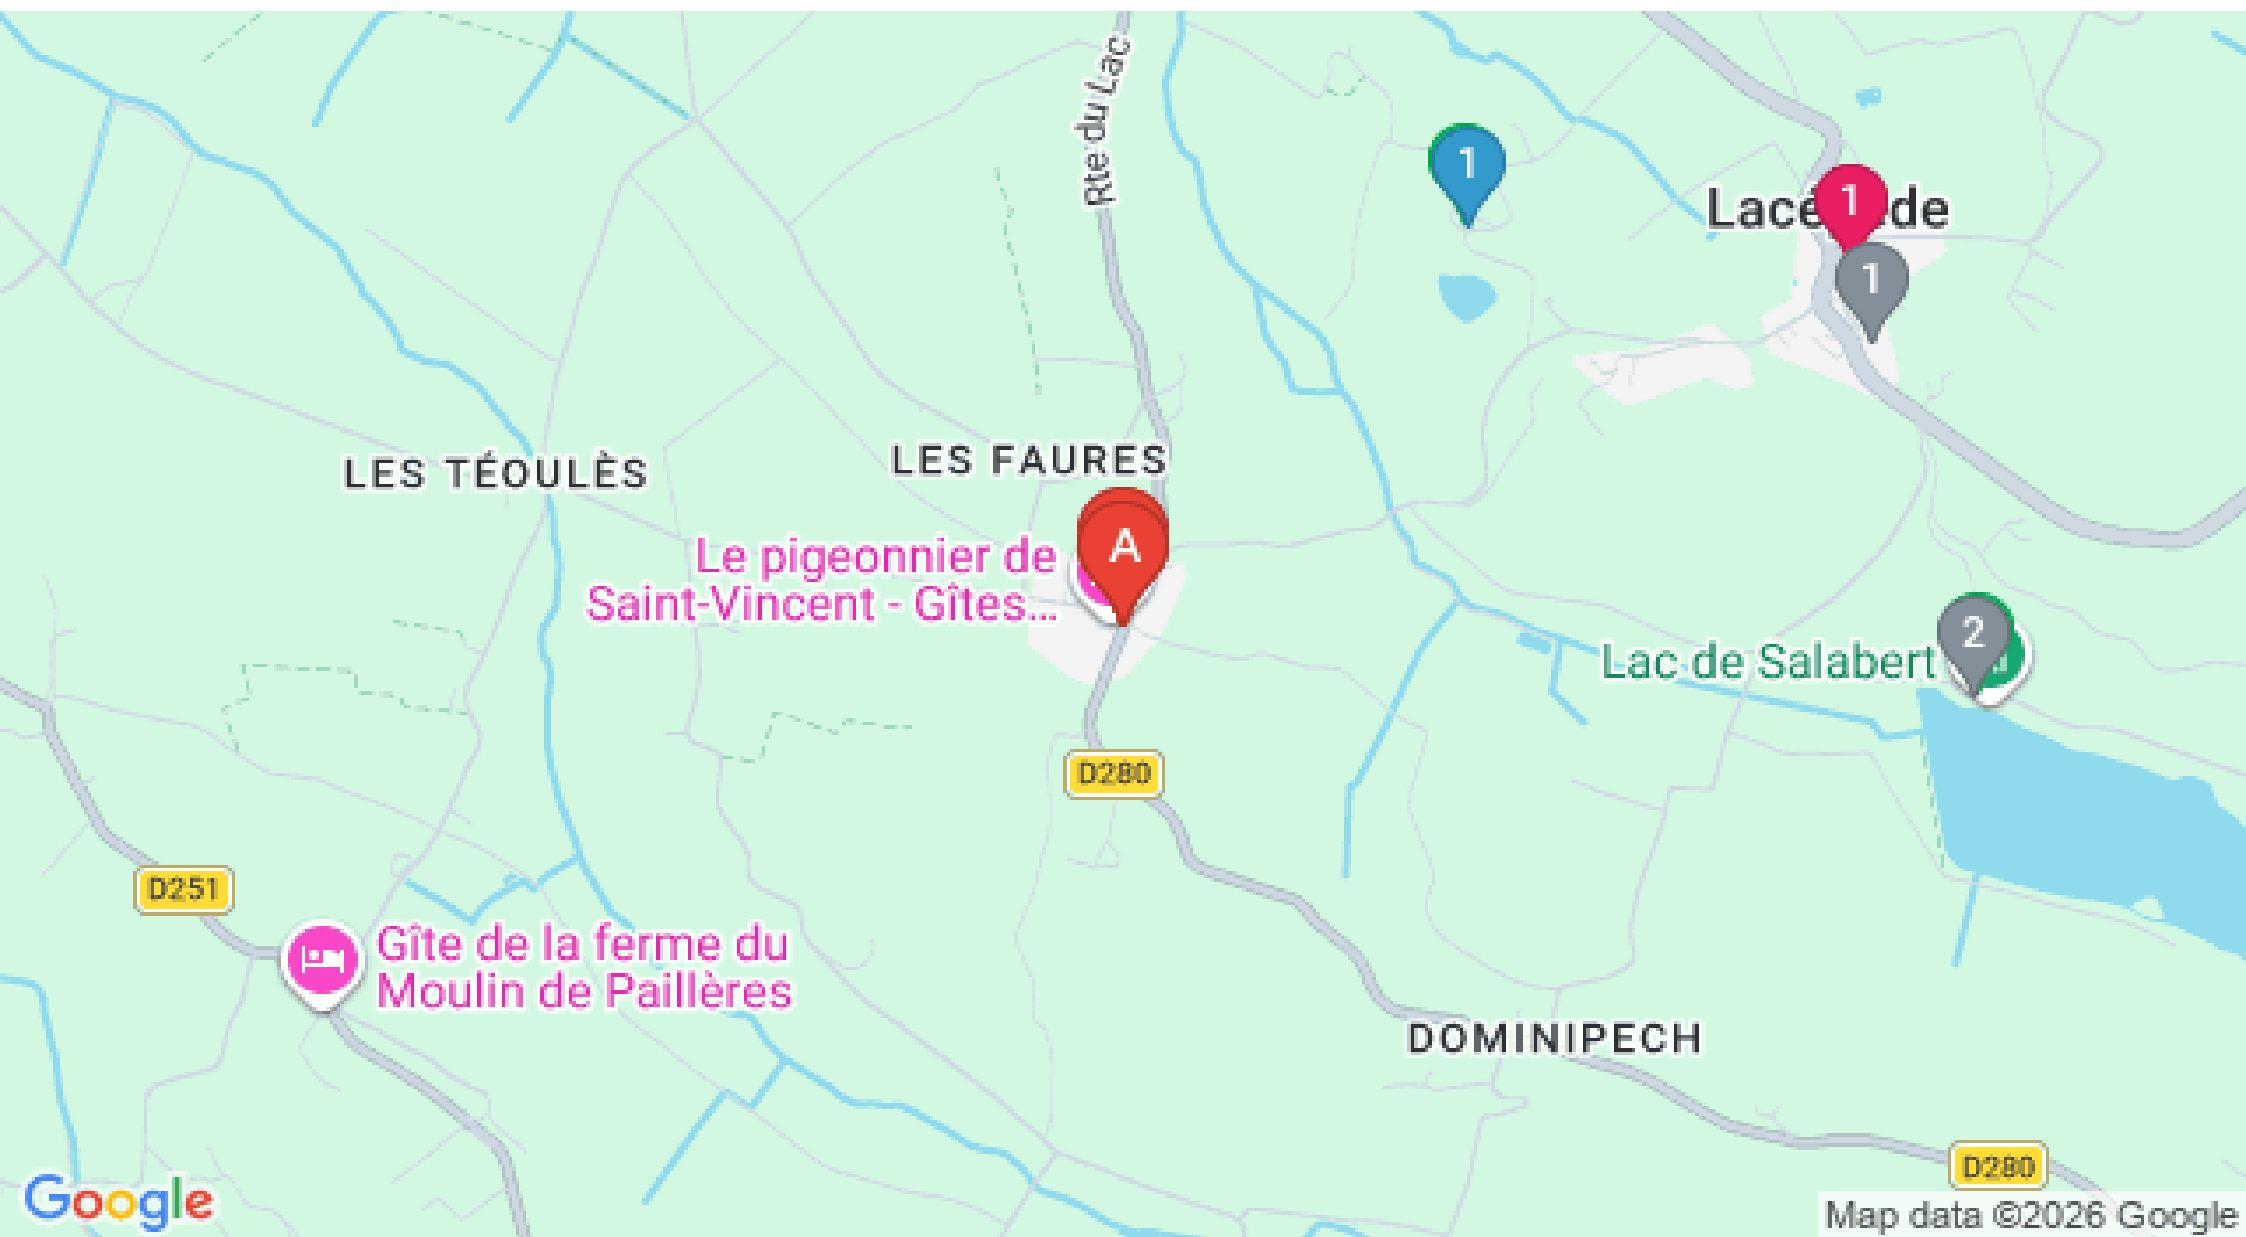 Rte du Lac
1
1
Lacé
de
1
LES TÉOULÈS
LES FAURES
A
Le pigeonnier de
Saint-Vincent - Gîtes...
2
Lac de Salabert
D280
D251
Gîte de la ferme du
Moulin de Paillères
DOMINIPECH
D280
Google
Map data ©2026 Google